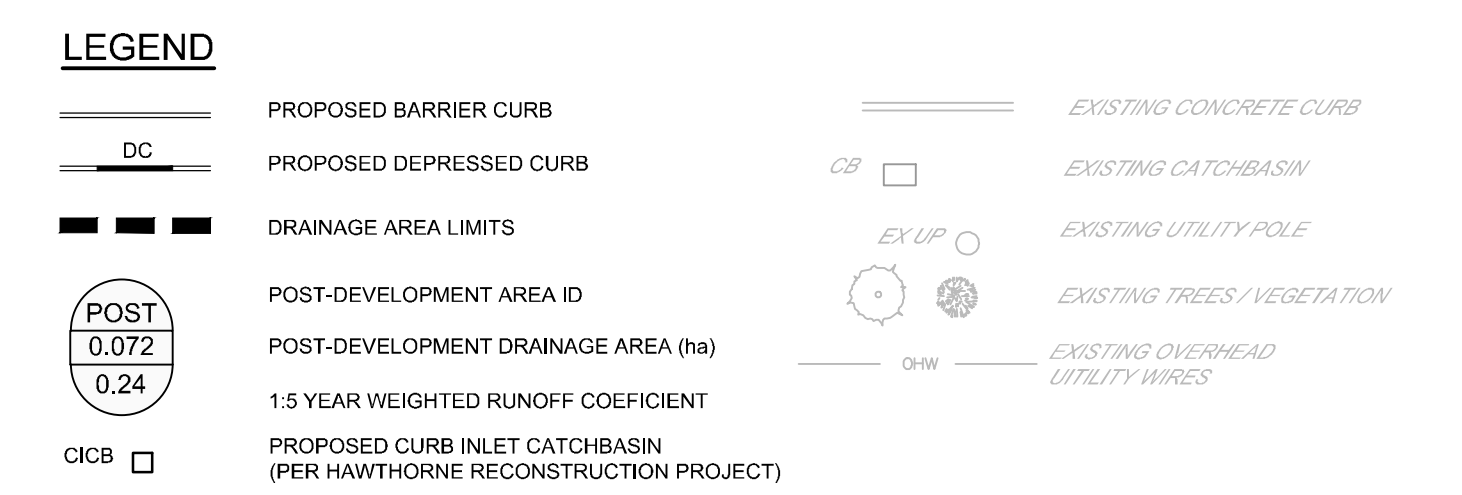 LEGEND
PROPOSED BARRIER CURB
DC
PROPOSED DEPRESSED CURB
DRAINAGE AREA LIMITS
POST
POST-DEVELOPMENT AREA ID
0.072
POST-DEVELOPMENT DRAINAGE AREA (ha)
0.24
1:5 YEAR WEIGHTED RUNOFF COEFICIENT
CICB
PROPOSED CURB INLET CATCHBASIN
(PER HAWTHORNE RECONSTRUCTION PROJECT)
EXISTING CONCRETE CURB
CB
EXISTING CATCHBASIN
EX UP
EXISTING UTILITY POLE
EXISTING TREES / VEGETATION
OHW
EXISTING OVERHEAD
UITILITY WIRES